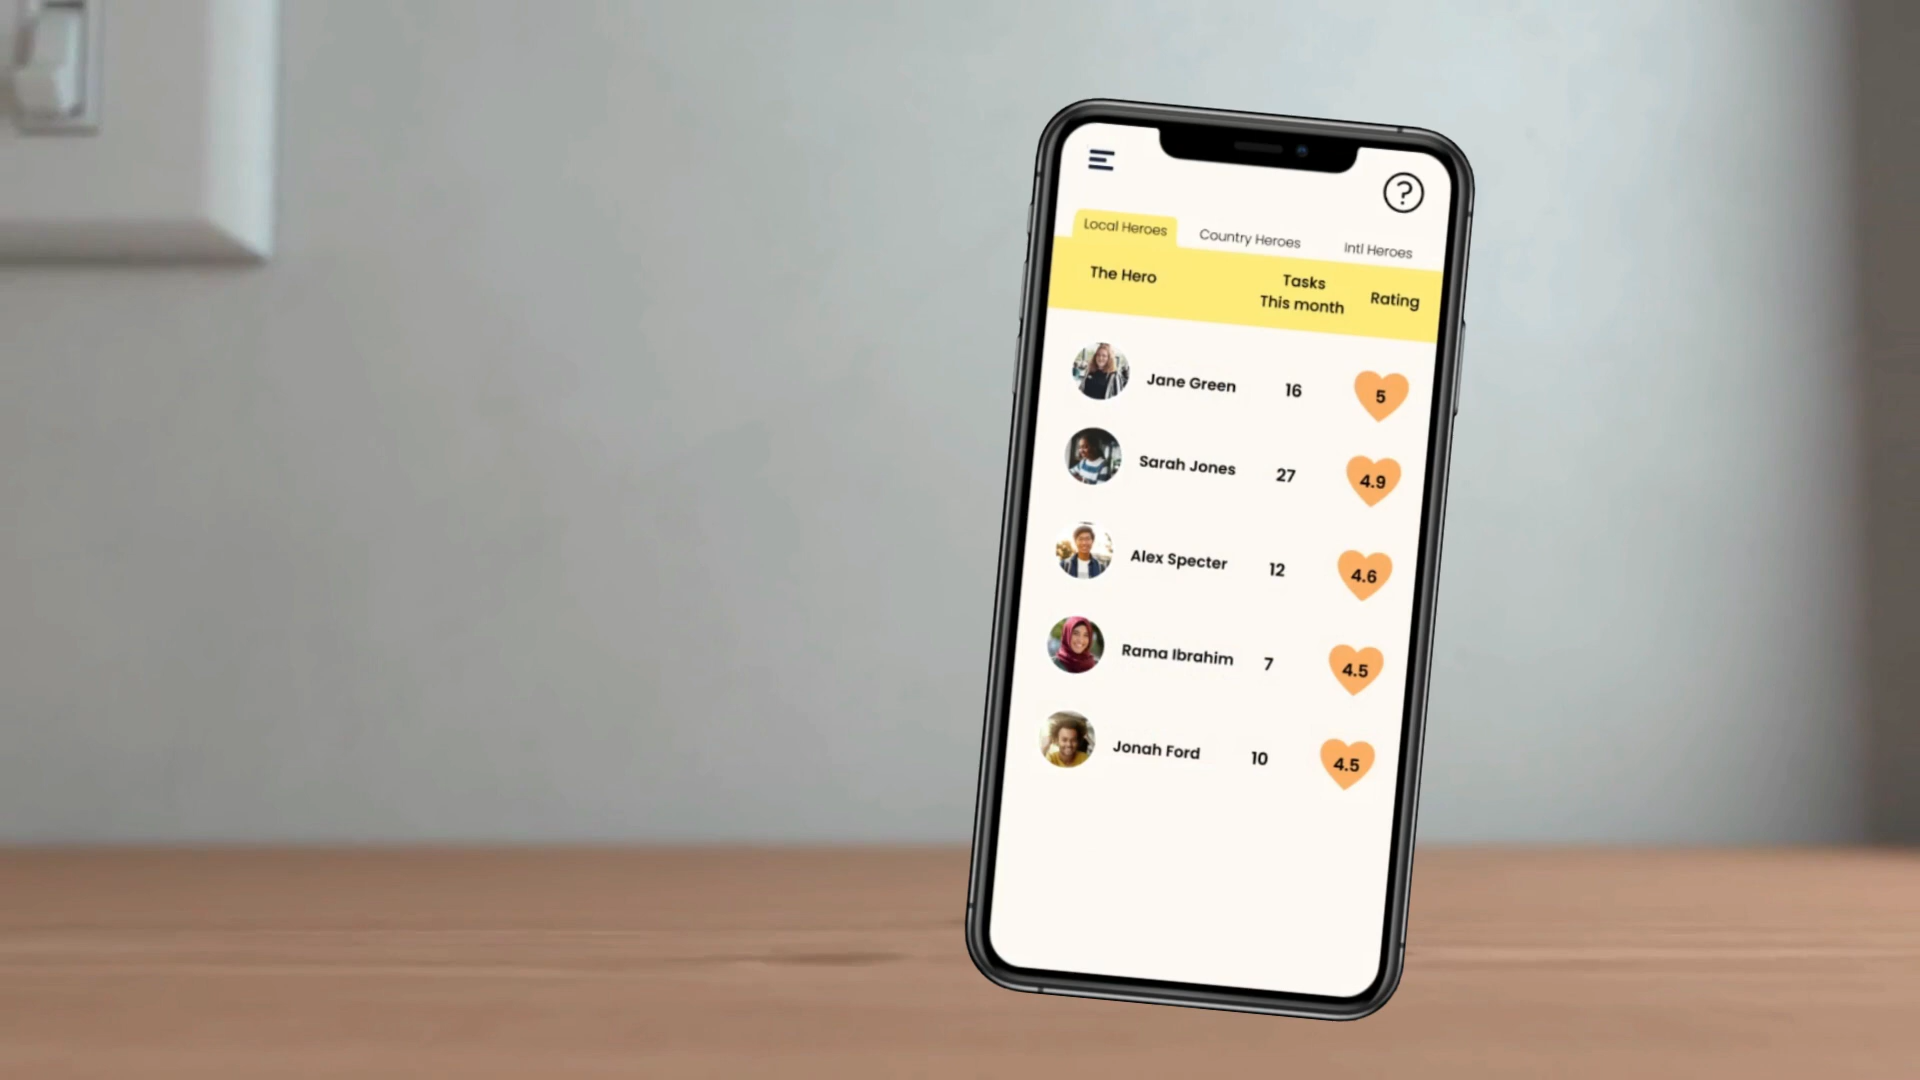 ?
Local Heroes
Country Heroes
Intl Heroes
The Hero
Tasks
This month
Rating
Jane Green 16 5
Sarah Jones 27 4.9
Alex Specter 12 4.6
Rama Ibrahim 7 4.5
Jonah Ford 10 4.5